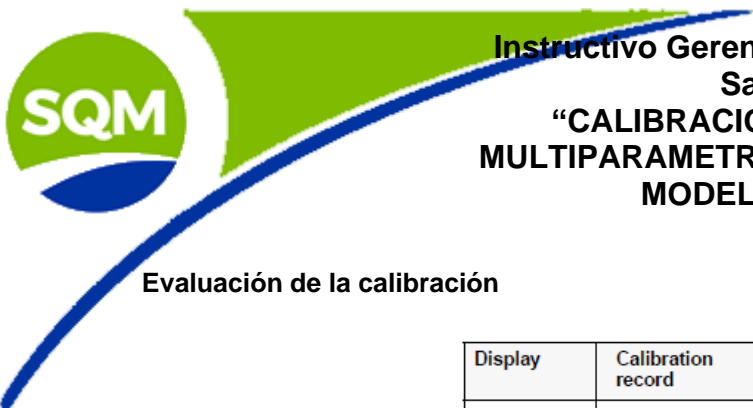 SQM
Instructivo Geren
Sa
“CALIBRACIO
MULTIPARAMETR
MODEL
Evaluación de la calibración
Display
Calibration
record